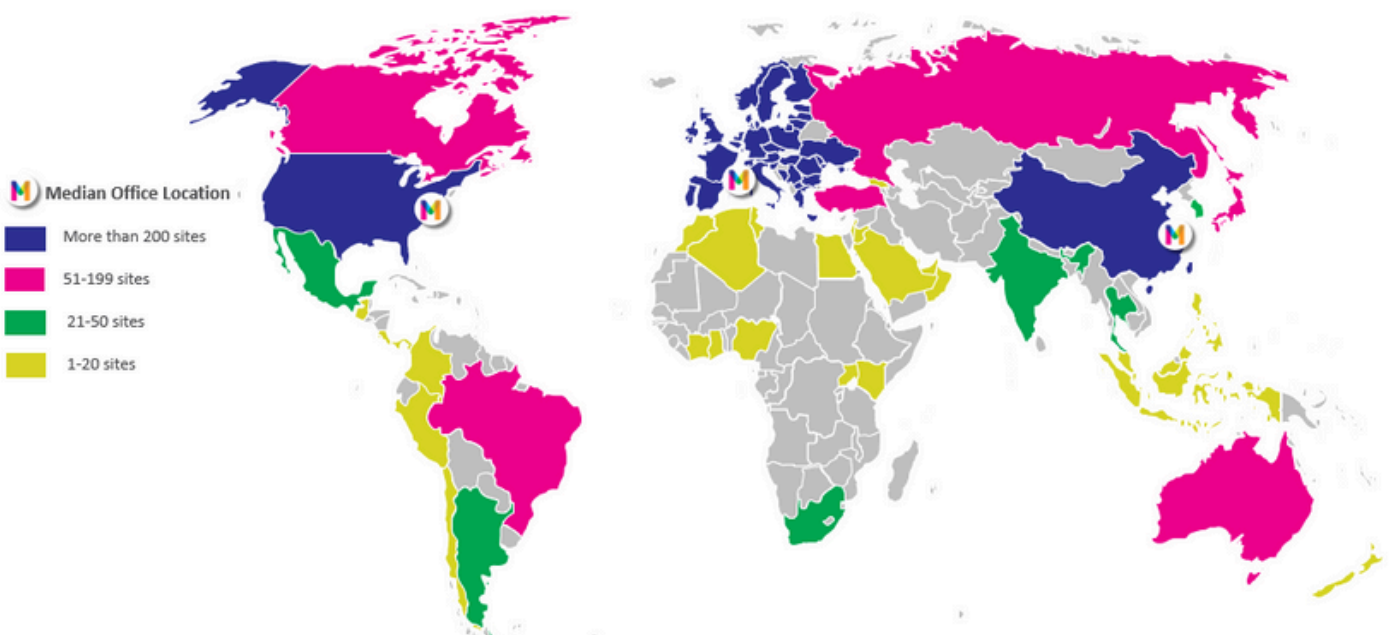 Median Office Location
More than 200 sites
51-199 sites
21-50 sites
1-20 sites